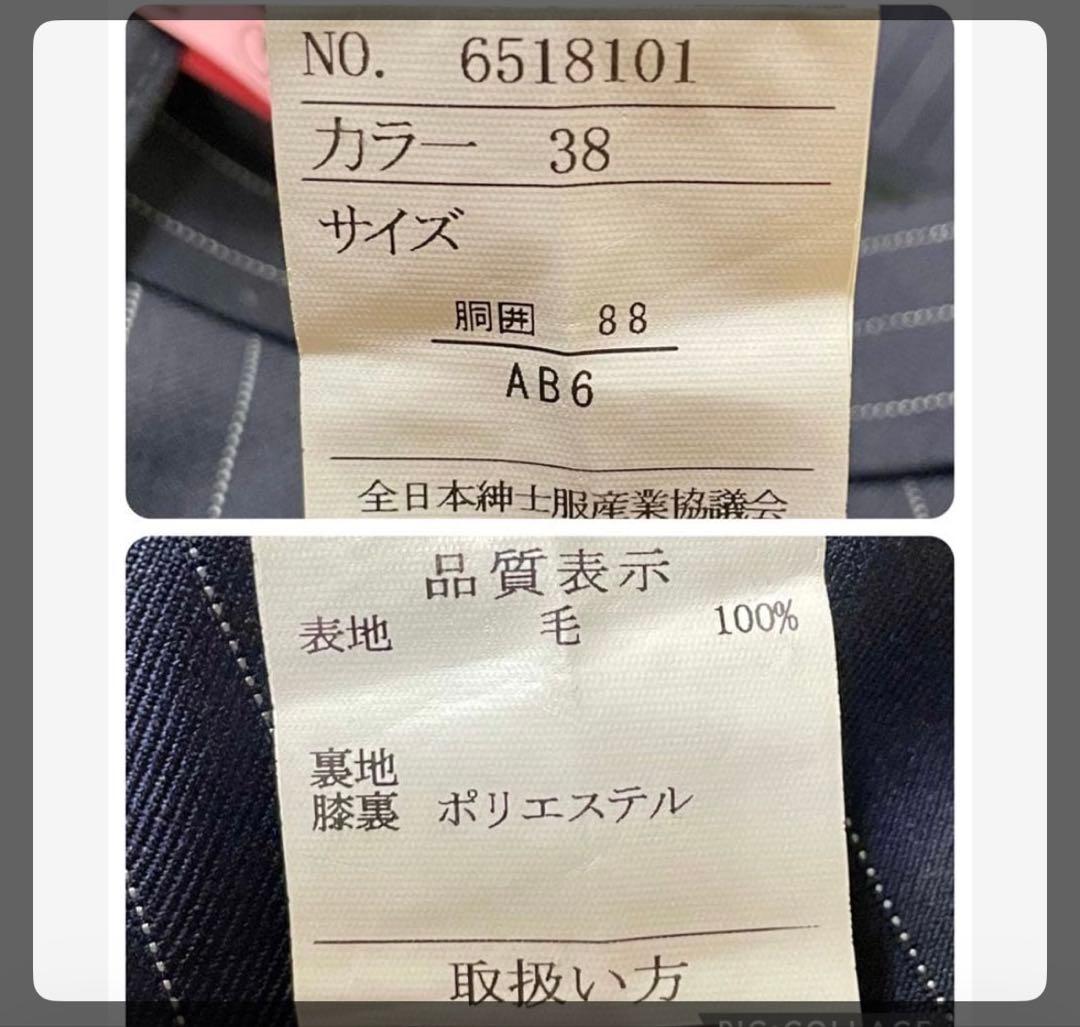 NO. 6518101
カラー 38
サイズ
胴囲 88
AB6
全日本紳士服産業協議会
品質表示
表地 毛 100%
裏地
膝裏 ポリエステル
取扱い方
PIC•COLLAGE